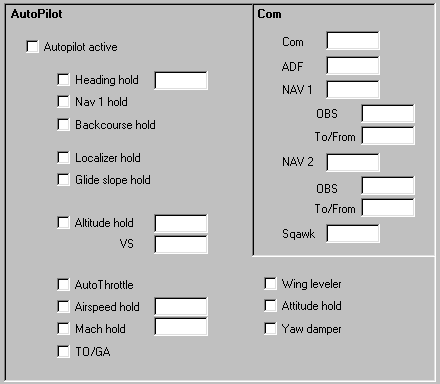 AutoPilot
Autopilot active
Heading hold
Nav 1 hold
Backcourse hold
Localizer hold
Glide slope hold
Altitude hold
VS
AutoThrottle
Airspeed hold
Mach hold
TO/GA
Com
Com
ADF
NAV 1
OBS
To/From
NAV 2
OBS
To/From
Sqawk
Wing leveler
Attitude hold
Yaw damper